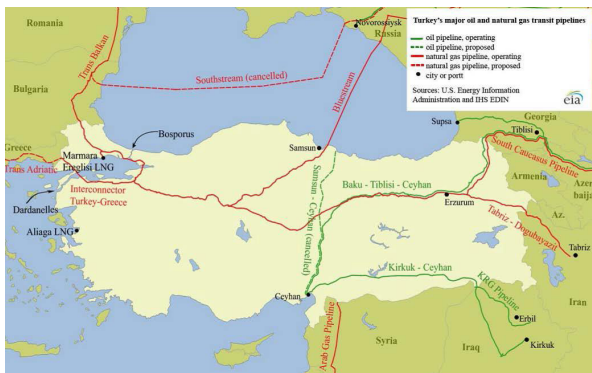 Turkey's major oil and natural gas transit pipelines
oil pipeline, operating
oil pipeline, proposed
natural gas pipeline, operating
natural gas pipeline, proposed
city or portt
Sources: U.S. Energy Information
Administration and IHS EDIN
eia
Romania
Novorossiysk
Russia
Trans Balkan
Southstream (cancelled)
Bluestream
Bulgaria
Supsa
Georgia
Tiblisi
Bosporus
Samsun
South Caucasus Pipeline
Greece
Marmara
Ereglisi LNG
Trans Adriatic
Armenia
Azer-
baijan
Interconnector
Turkey-Greece
Baku - Tiblisi - Ceyhan
Samsun - Ceyhan (cancelled)
Erzurum
Az.
Dardanelles
Tabriz - Dogubayazit
Aliaga LNG
Tabriz
Kirkuk - Ceyhan
KRG Pipeline
Ceyhan
Iran
Arab Gas Pipeline
Erbil
Syria
Iraq
Kirkuk